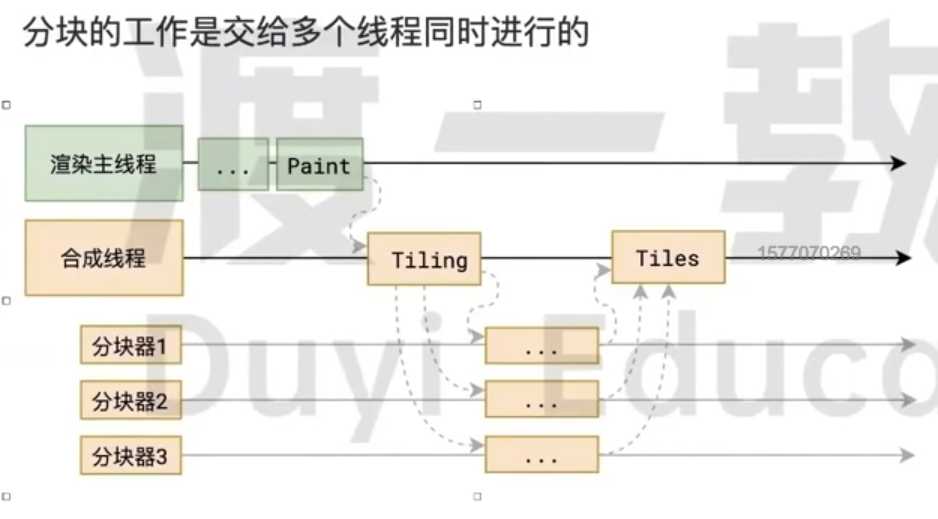 分块的工作是交给多个线程同时进行的
渡一教
渲染主线程
...
Paint
合成线程
Tiling
Tiles
1577070269
分块器1
...
分块器2
...
分块器3
...
Duyi Educo